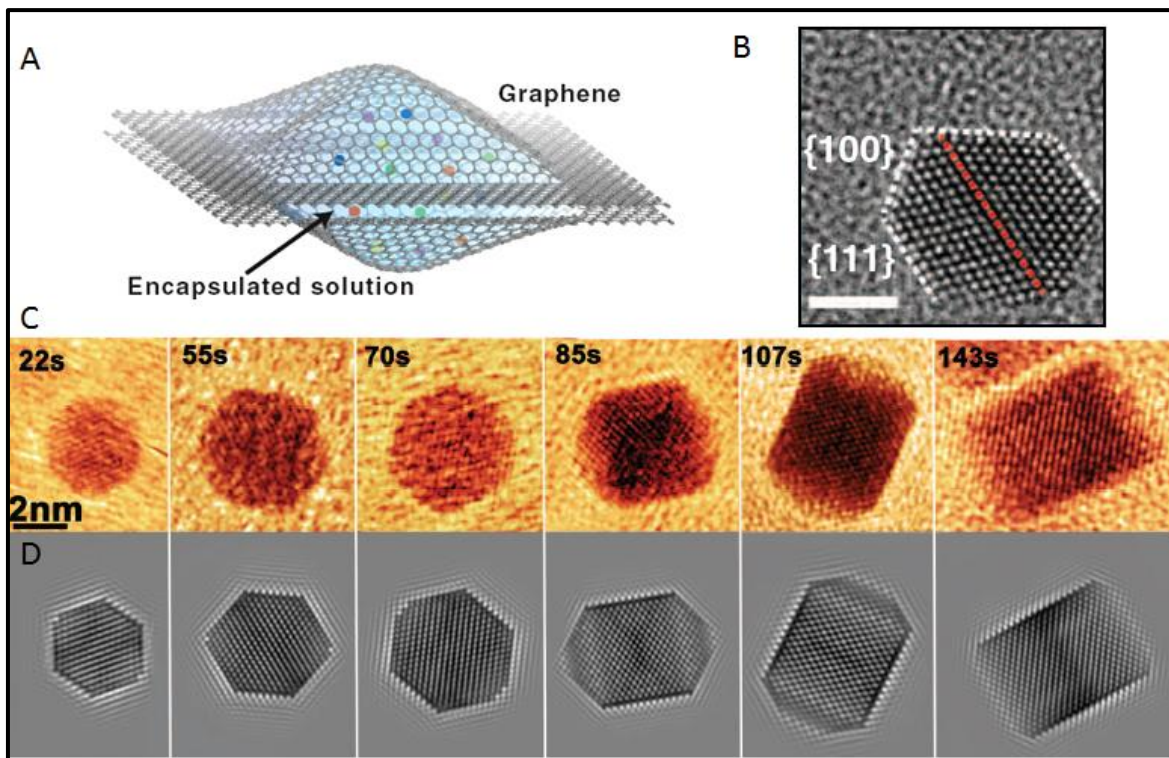 A
Graphene
Encapsulated solution
B
{100}
{111}
C
22s
55s
70s
85s
107s
143s
2nm
D